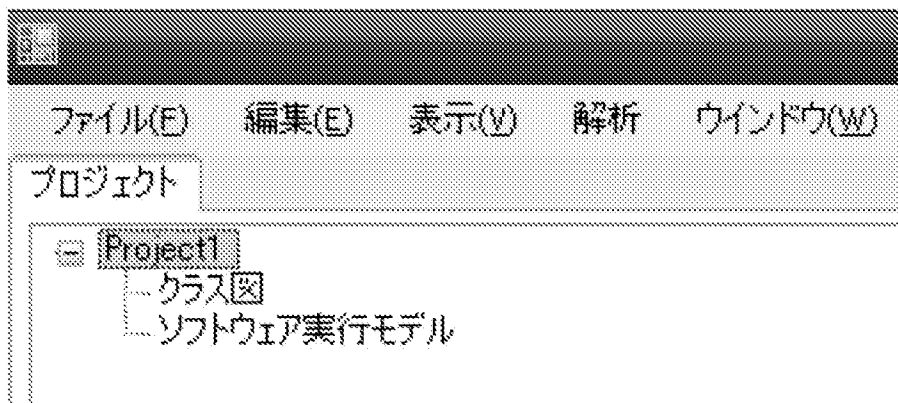 ファイル(F) 編集(E) 表示(V) 解析 ウインドウ(W)
プロジェクト
Project1
クラス図
ソフトウェア実行モデル